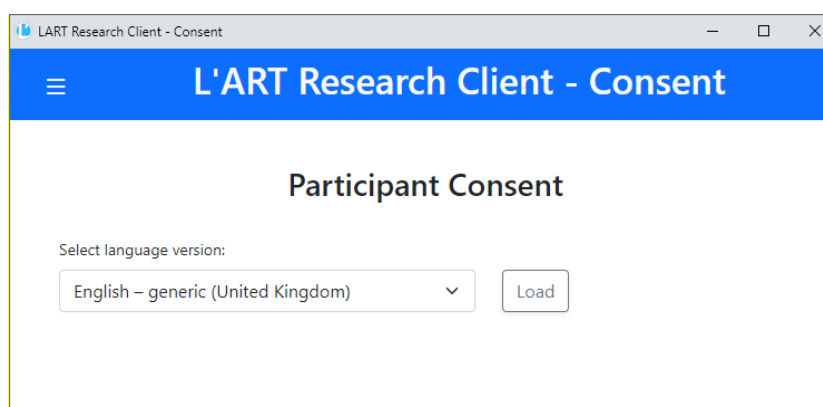 LART Research Client - Consent
L'ART Research Client - Consent
Participant Consent
Select language version:
English – generic (United Kingdom)
Load